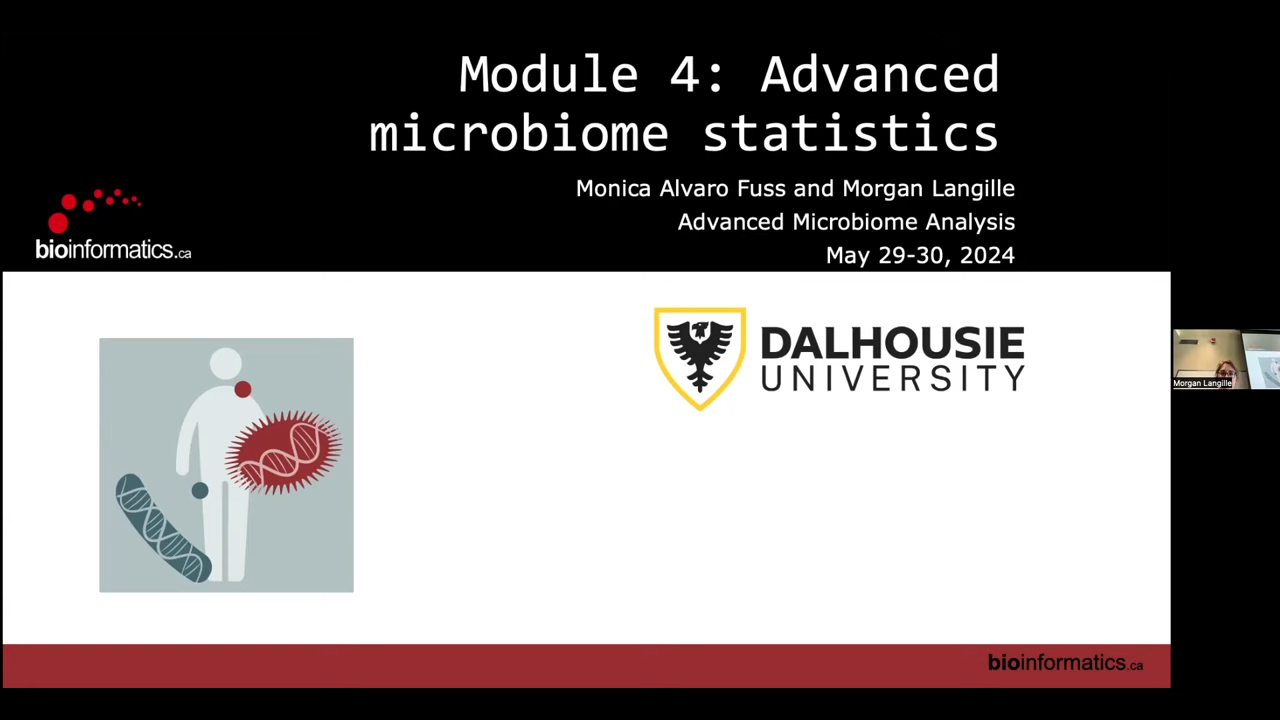 Module 4: Advanced
microbiome statistics
Monica Alvaro Fuss and Morgan Langille
Advanced Microbiome Analysis
May 29-30, 2024
bioinformatics.ca
DALHOUSIE
UNIVERSITY
Morgan Langille
bioinformatics.ca